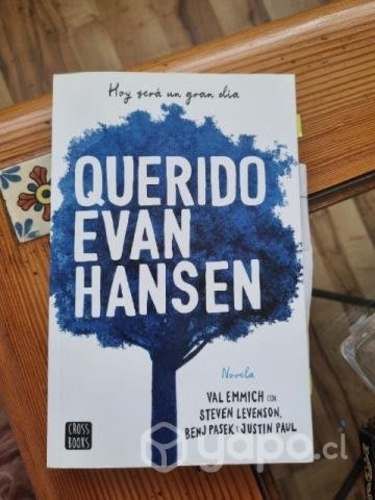 Hoy será un gran día
QUERIDO
EVAN
HANSEN
Novela
VAL EMMICH CON
STEVEN LEVENSON,
BENJ PASEK Y JUSTIN PAUL
CROSS
BOOKS
yapo.cl